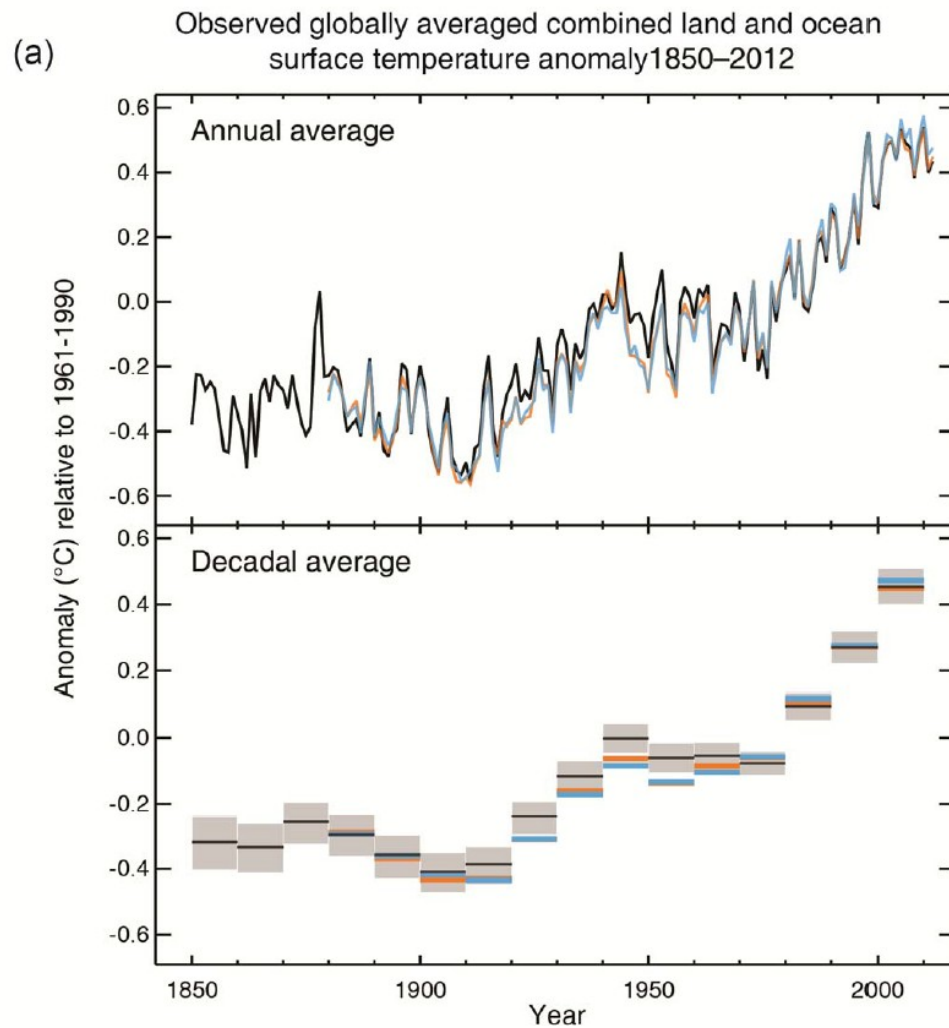 (a)
Observed globally averaged combined land and ocean
surface temperature anomaly1850–2012
Anomaly (°C) relative to 1961-1990
Annual average
0.6
0.4
0.2
0.0
-0.2
-0.4
-0.6
Decadal average
0.6
0.4
0.2
0.0
-0.2
-0.4
-0.6
1850
1900
1950
2000
Year